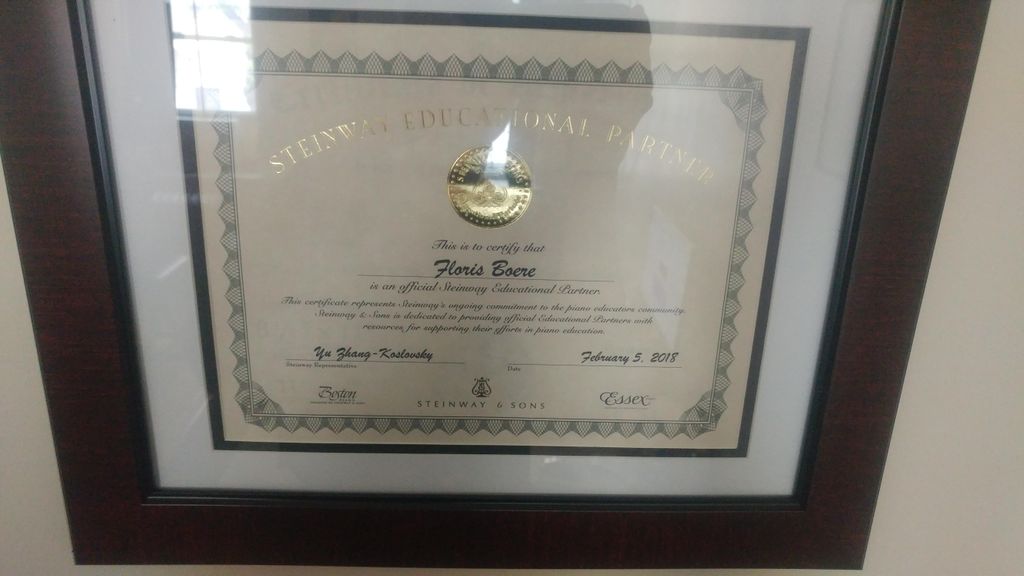 STEINWAY EDUCATIONAL PARTNER
This is to certify that
Floris Boere
is an official Steinway Educational Partner.
This certificate represents Steinway's ongoing commitment to the piano educators community.
Steinway & Sons is dedicated to providing official Educational Partners with
resources for supporting their efforts in piano education.
Yu Zhang-Koslovsky February 5, 2018
Steinway Representative Date
Boston STEINWAY & SONS Essex